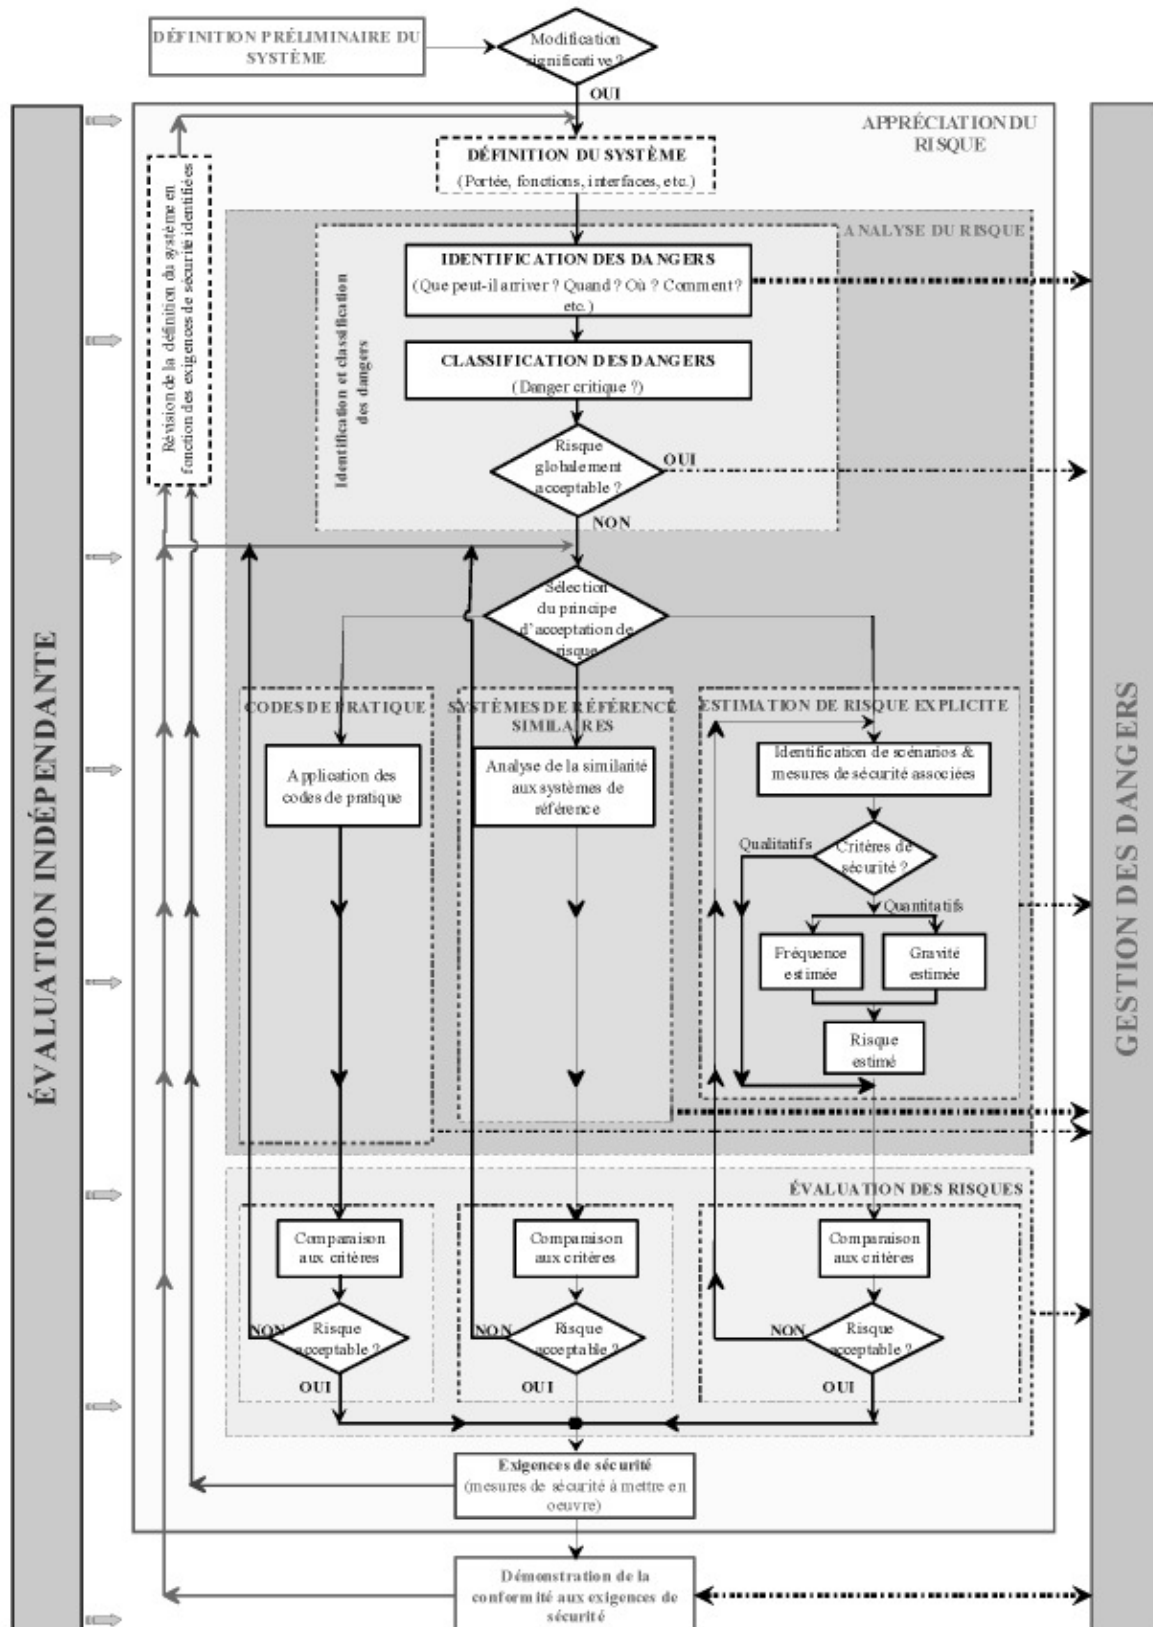 DÉFINITION PRÉLIMINAIRE DU
SYSTÈME
Modification
significative ?
OUI
APPRÉCIATION DU
RISQUE
DÉFINITION DU SYSTÈME
(Portée, fonctions, interfaces, etc.)
Révision de la définition du système en
fonction des exigences de sécurité identifiées
ANALYSE DU RISQUE
IDENTIFICATION DES DANGERS
(Que peut-il arriver ? Quand ? Où ? Comment ?
etc.)
Identification et classification
des dangers
CLASSIFICATION DES DANGERS
(Danger critique ?)
Risque
globalement
acceptable ?
OUI
NON
Sélection
du principe
d'acceptation de
risque
ÉVALUATION INDÉPENDANTE
GESTION DES DANGERS
CODES DE PRATIQUE
SYSTÈMES DE RÉFÉRENCE
SIMILAIRES
ESTIMATION DE RISQUE EXPLICITE
Application des
codes de pratique
Analyse de la similarité
aux systèmes de
référence
Identification de scénarios &
mesures de sécurité associées
Qualitatifs
Critères de
sécurité ?
Quantitatifs
Fréquence
estimée
Gravité
estimée
Risque
estimé
ÉVALUATION DES RISQUES
Comparaison
aux critères
Comparaison
aux critères
Comparaison
aux critères
NON
Risque
acceptable ?
OUI
NON
Risque
acceptable ?
OUI
NON
Risque
acceptable ?
OUI
Exigences de sécurité
(mesures de sécurité à mettre en
oeuvre)
Démonstration de la
conformité aux exigences de
sécurité